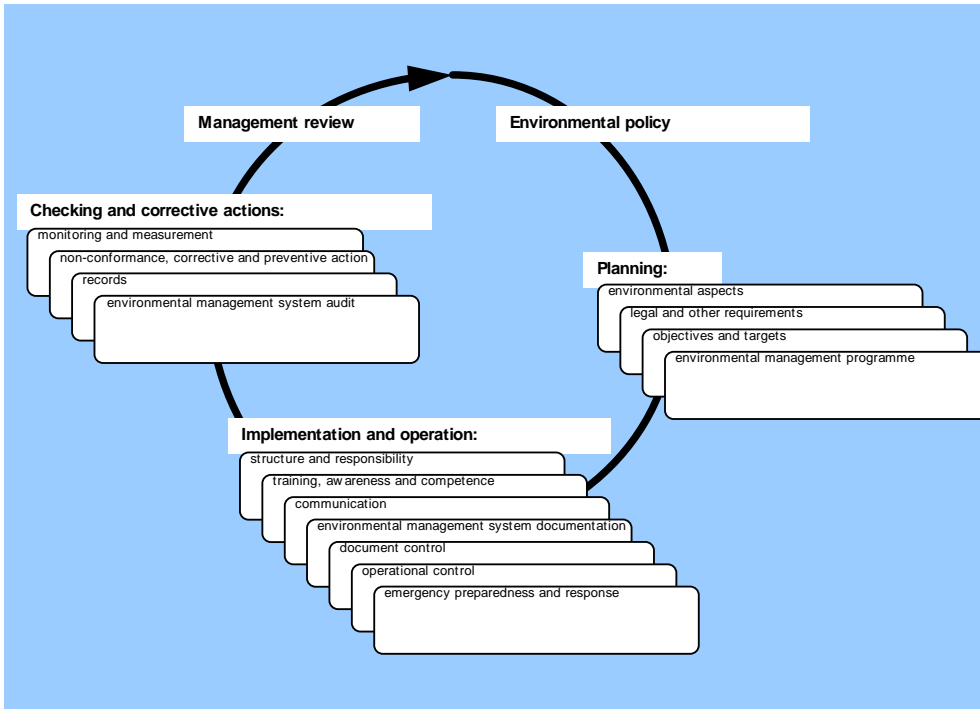 Management review
Environmental policy
Checking and corrective actions:
monitoring and measurement
non-conformance, corrective and preventive action
records
environmental management system audit
Planning:
environmental aspects
legal and other requirements
objectives and targets
environmental management programme
Implementation and operation:
structure and responsibility
training, awareness and competence
communication
environmental management system documentation
document control
operational control
emergency preparedness and response